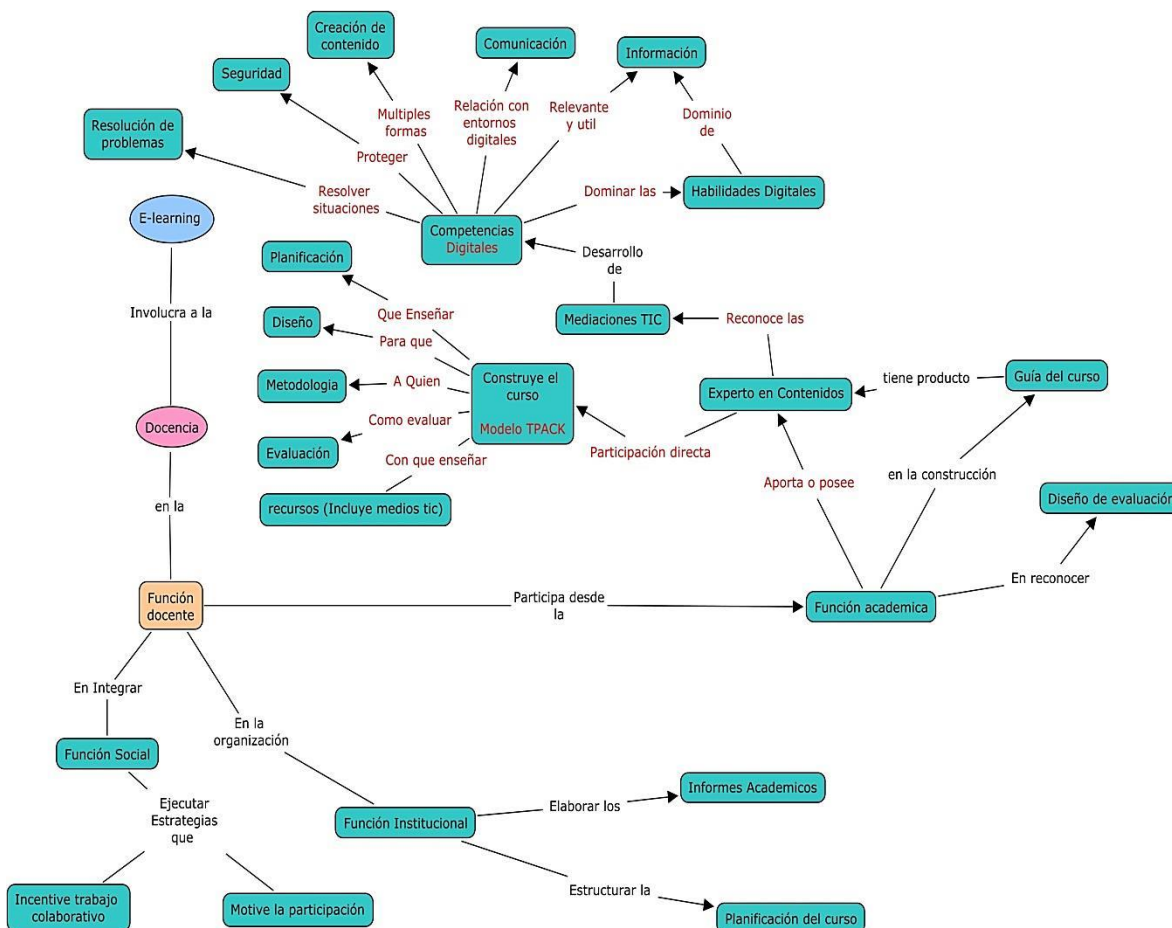 Creación de
contenido
Comunicación
Información
Seguridad
Multiples
formas
Relación con
entornos
digitales
Relevante
y util
Dominio
de
Resolución de
problemas
Proteger
Resolver
situaciones
Dominar las
Habilidades Digitales
E-learning
Competencias
Digitales
Planificación
Desarrollo
de
Involucra a la
Que Enseñar
Diseño
Para que
Mediaciones TIC
Reconoce las
Metodologia
A Quien
Construye el
curso
Modelo TPACK
Experto en Contenidos
tiene producto
Guía del curso
Docencia
Como evaluar
Evaluación
Con que enseñar
Participación directa
recursos (Incluye medios tic)
Aporta o posee
en la construcción
Diseño de evaluación
en la
Función
docente
Participa desde
la
Función academica
En reconocer
En Integrar
En la
organización
Función Social
Ejecutar
Estrategias
que
Función Institucional
Elaborar los
Informes Academicos
Incentive trabajo
colaborativo
Motive la participación
Estructurar la
Planificación del curso